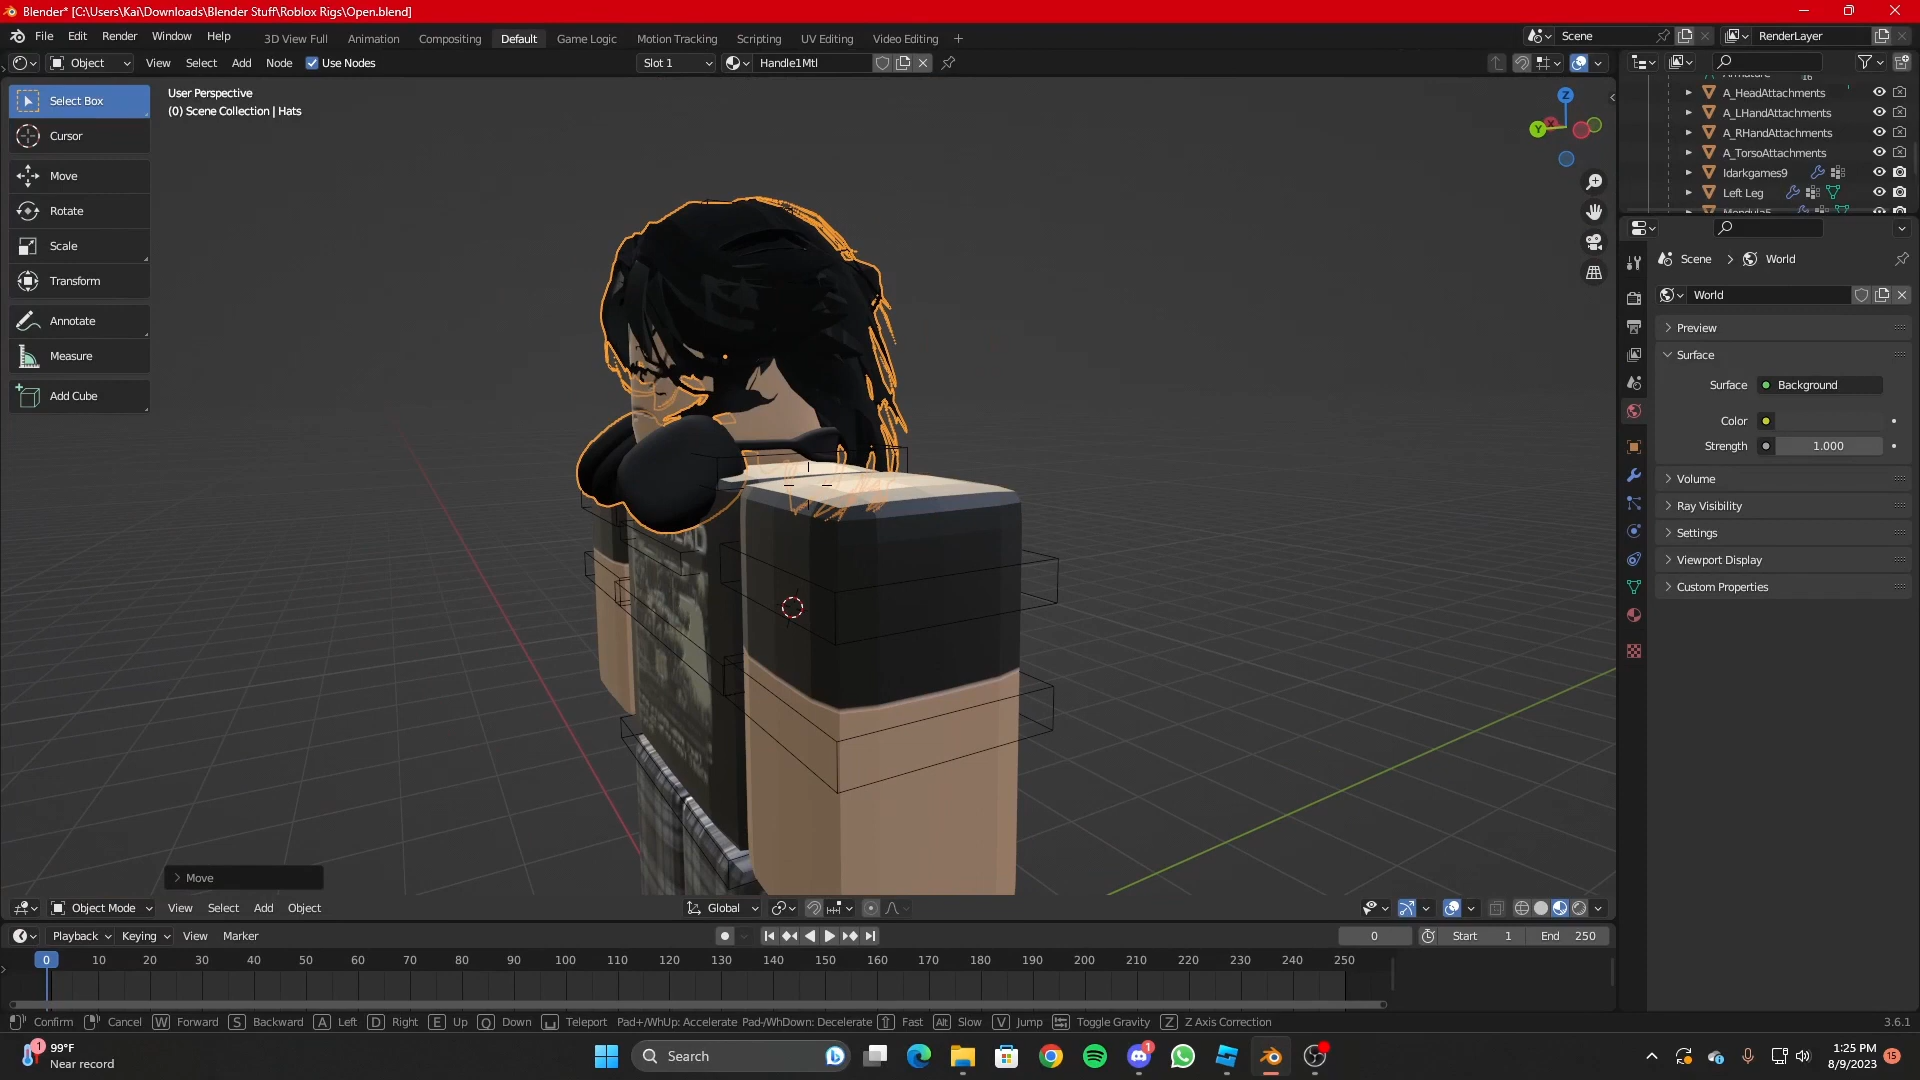 Blender* [C:\Users\Kai\Downloads\Blender Stuff\Roblox Rigs\Open.blend]
File Edit Render Window Help
3D View Full Animation Compositing Default Game Logic Motion Tracking Scripting UV Editing Video Editing +
Scene RenderLayer
Object View Select Add Node Use Nodes Slot 1 Handle1Mtl
Select Box
Cursor
Move
Rotate
Scale
Transform
Annotate
Measure
Add Cube
User Perspective
(0) Scene Collection | Hats
Z
Y
X
Armature 16
A_HeadAttachments
A_LHandAttachments
A_RHandAttachments
A_TorsoAttachments
Idarkgames9
Left Leg
Scene > World
World
Preview
Surface
Surface Background
Color
Strength 1.000
Volume
Ray Visibility
Settings
Viewport Display
Custom Properties
Move
Object Mode View Select Add Object Global
Playback Keying View Marker 0 Start 1 End 250
0 10 20 30 40 50 60 70 80 90 100 110 120 130 140 150 160 170 180 190 200 210 220 230 240 250
Confirm Cancel W Forward S Backward A Left D Right E Up Q Down Teleport Pad+/WhUp: Accelerate Pad-/WhDown: Decelerate Fast Alt Slow V Jump Toggle Gravity Z Z Axis Correction 3.6.1
1
99°F
Near record
Search
1
1:25 PM
8/9/2023
15